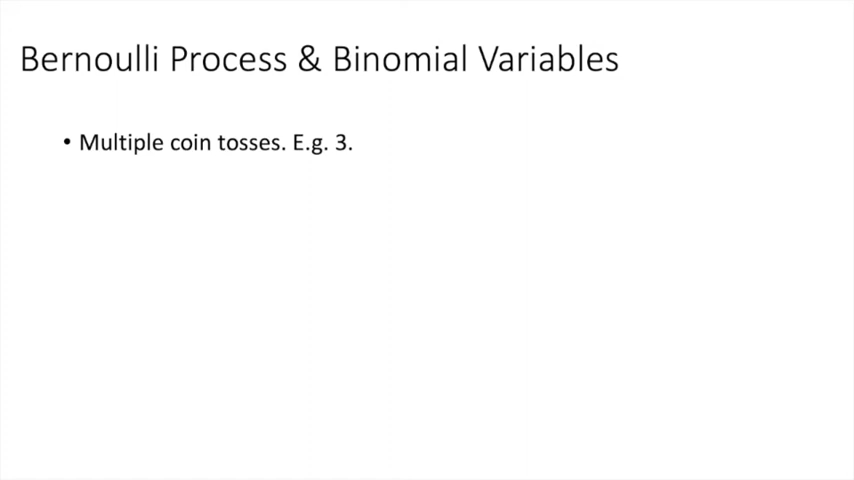 Bernoulli Process & Binomial Variables
• Multiple coin tosses. E.g. 3.